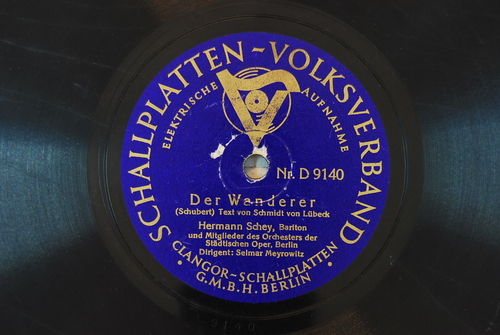 SCHALLPLATTEN-VOLKSVERBAND
ELEKTRISCHE AUFNAHME
Nr. D 9140
Der Wanderer
(Schubert) Text von Schmidt von Lübeck
Hermann Schey, Bariton
und Mitglieder des Orchesters der
Städtischen Oper, Berlin
Dirigent: Selmar Meyrowitz
· CLANGOR-SCHALLPLATTEN ·
G.M.B.H. BERLIN
9140